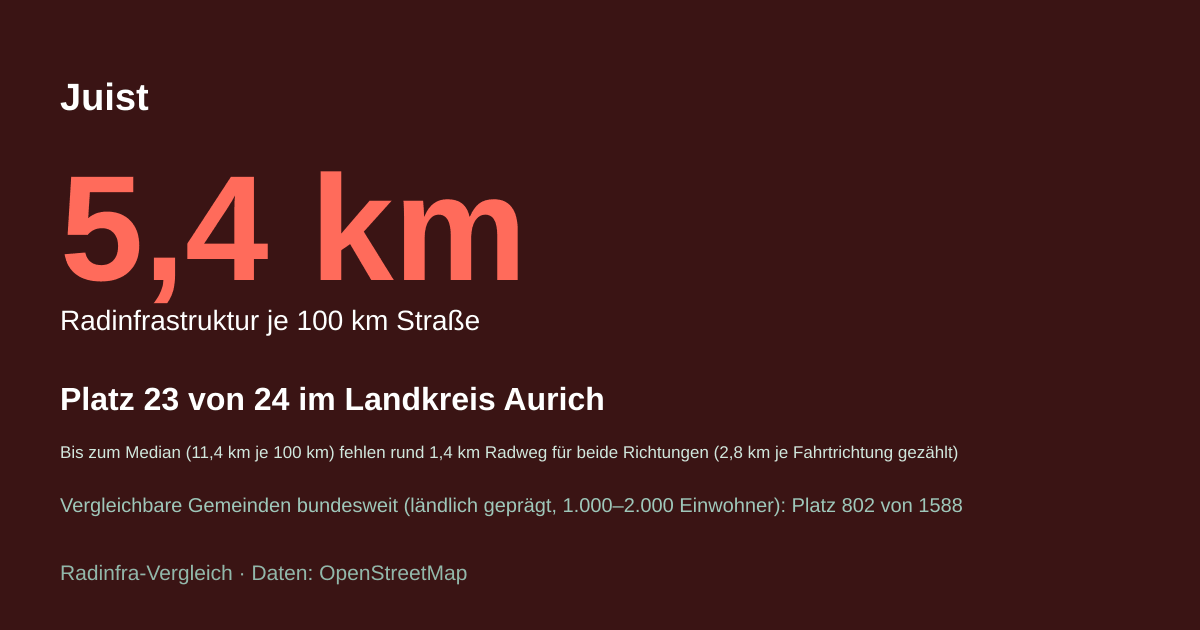 Juist
5,4 km
Radinfrastruktur je 100 km Straße
Platz 23 von 24 im Landkreis Aurich
Bis zum Median (11,4 km je 100 km) fehlen rund 1,4 km Radweg für beide Richtungen (2,8 km je Fahrtrichtung gezählt)
Vergleichbare Gemeinden bundesweit (ländlich geprägt, 1.000–2.000 Einwohner): Platz 802 von 1588
Radinfra-Vergleich · Daten: OpenStreetMap